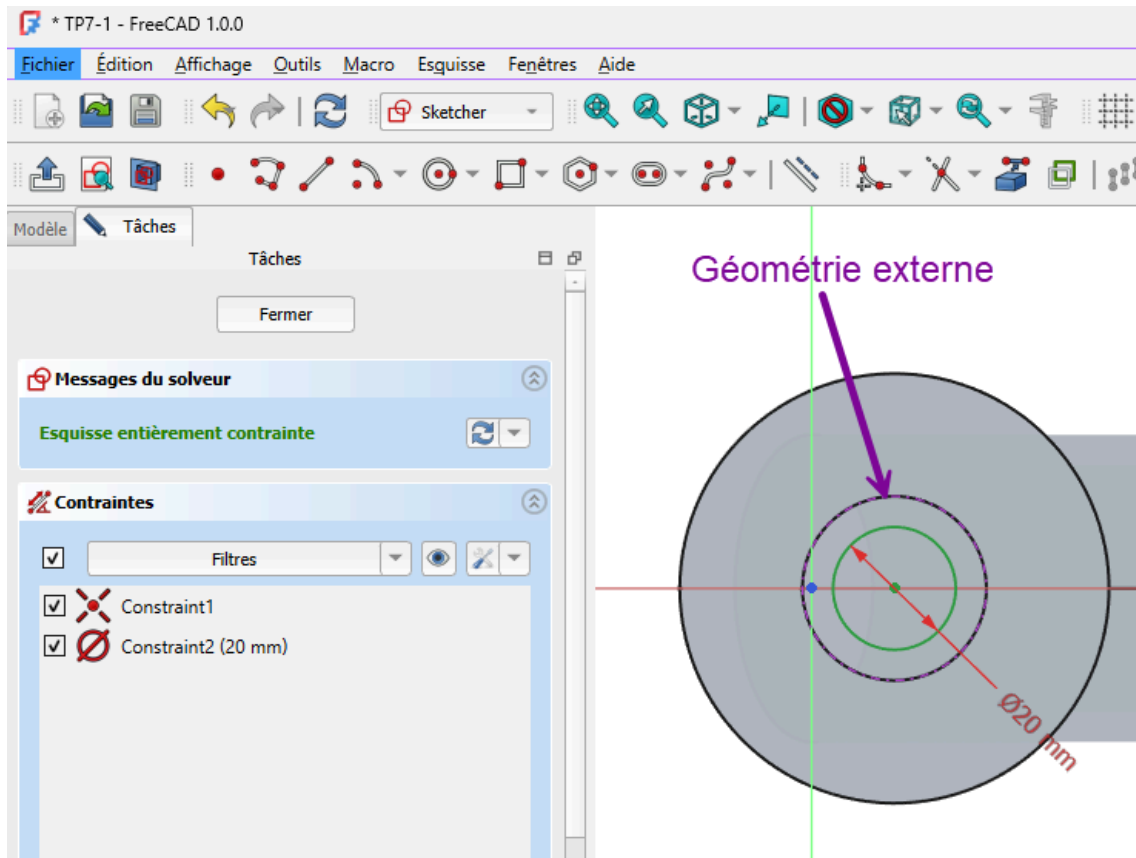 * TP7-1 - FreeCAD 1.0.0
Fichier Édition Affichage Outils Macro Esquisse Fenêtres Aide
Sketcher
Modèle Tâches
Tâches
Fermer
Messages du solveur
Esquisse entièrement contrainte
Contraintes
Filtres
Constraint1
Constraint2 (20 mm)
Géométrie externe
Ø20 mm